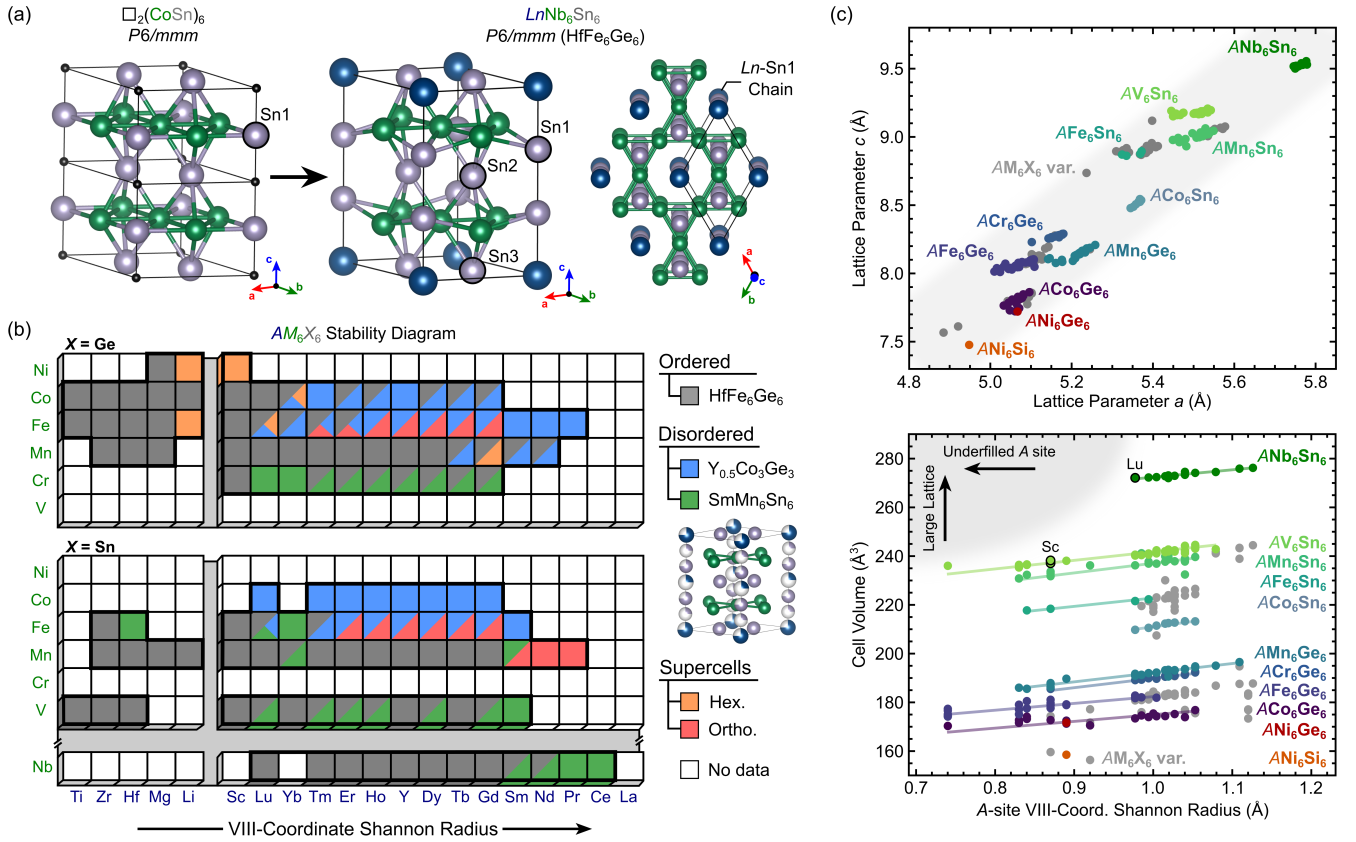 (a)
□₂(CoSn)₆
P6/mmm
LnNb₆Sn₆
P6/mmm (HfFe₆Ge₆)
Ln-Sn1
Chain
Sn1
Sn1
Sn2
Sn3
c
a
b
c
a
b
a
c
b
(b)
AM₆X₆ Stability Diagram
X = Ge
Ni
Co
Fe
Mn
Cr
V
X = Sn
Ni
Co
Fe
Mn
Cr
V
Nb
Ti Zr Hf Mg Li Sc Lu Yb Tm Er Ho Y Dy Tb Gd Sm Nd Pr Ce La
VIII-Coordinate Shannon Radius
Ordered
HfFe₆Ge₆
Disordered
Y₀.₅Co₃Ge₃
SmMn₆Sn₆
Supercells
Hex.
Ortho.
No data
(c)
Lattice Parameter c (Å)
9.5
9.0
8.5
8.0
7.5
4.8 5.0 5.2 5.4 5.6 5.8
Lattice Parameter a (Å)
ANb₆Sn₆
AV₆Sn₆
AFe₆Sn₆
AMn₆Sn₆
AM₆X₆ var.
ACo₆Sn₆
ACr₆Ge₆
AFe₆Ge₆
AMn₆Ge₆
ACo₆Ge₆
ANi₆Ge₆
ANi₆Si₆
Cell Volume (Å³)
280
260
240
220
200
180
160
0.7 0.8 0.9 1.0 1.1 1.2
A-site VIII-Coord. Shannon Radius (Å)
Underfilled A site
Large Lattice
Lu
Sc
ANb₆Sn₆
AV₆Sn₆
AMn₆Sn₆
AFe₆Sn₆
ACo₆Sn₆
AMn₆Ge₆
ACr₆Ge₆
AFe₆Ge₆
ACo₆Ge₆
ANi₆Ge₆
AM₆X₆ var.
ANi₆Si₆